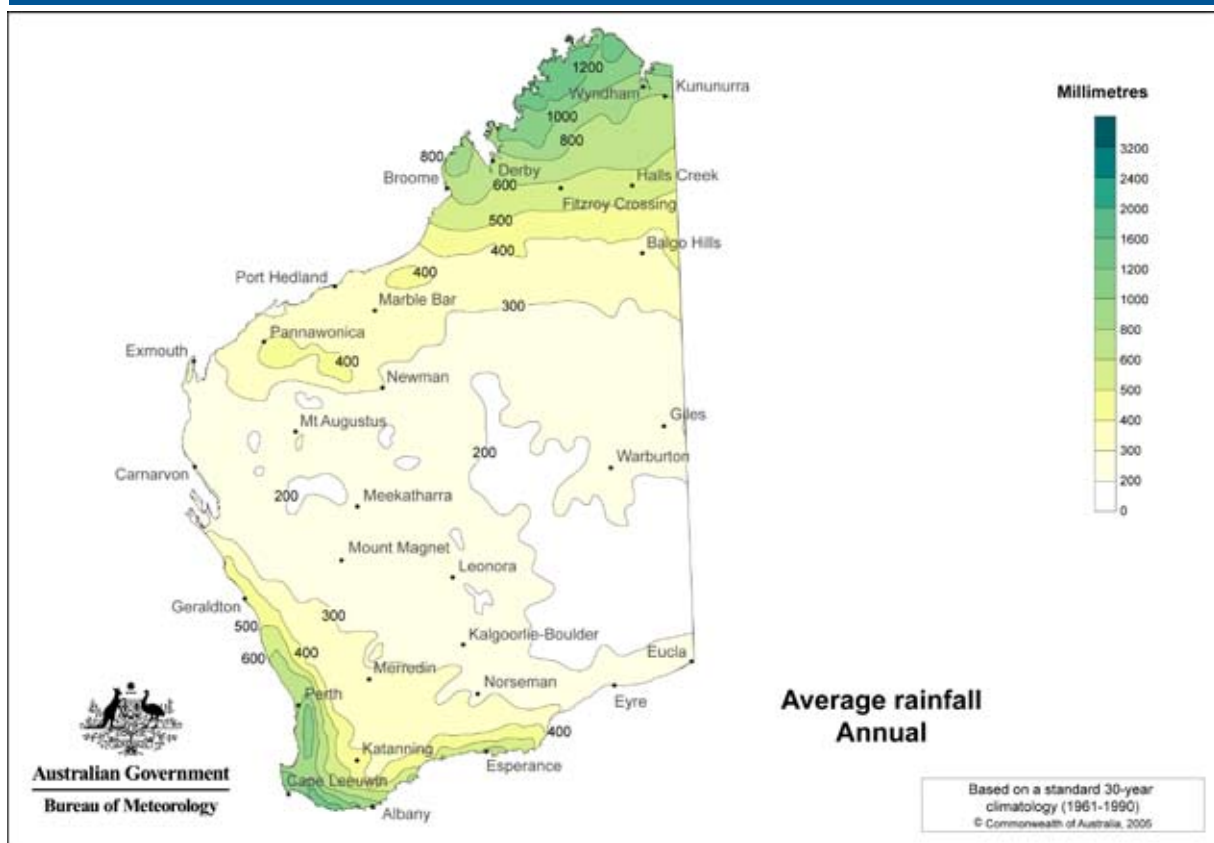 1200
Wyndham
Kununurra
1000
800
800
Derby
Broome
600
Halls Creek
Fitzroy Crossing
500
400
Balgo Hills
Port Hedland
400
Marble Bar
300
Pannawonica
Exmouth
400
Newman
Mt Augustus
Giles
200
Warburton
Carnarvon
200
Meekatharra
Mount Magnet
Leonora
Geraldton
300
500
Kalgoorlie-Boulder
400
600
Eucla
Merredin
Norseman
Perth
Eyre
400
Katanning
Esperance
Cape Leeuwin
Albany
Millimetres
3200
2400
2000
1600
1200
1000
800
600
500
400
300
200
0
Average rainfall
Annual
Australian Government
Bureau of Meteorology
Based on a standard 30-year
climatology (1961-1990)
© Commonwealth of Australia, 2005